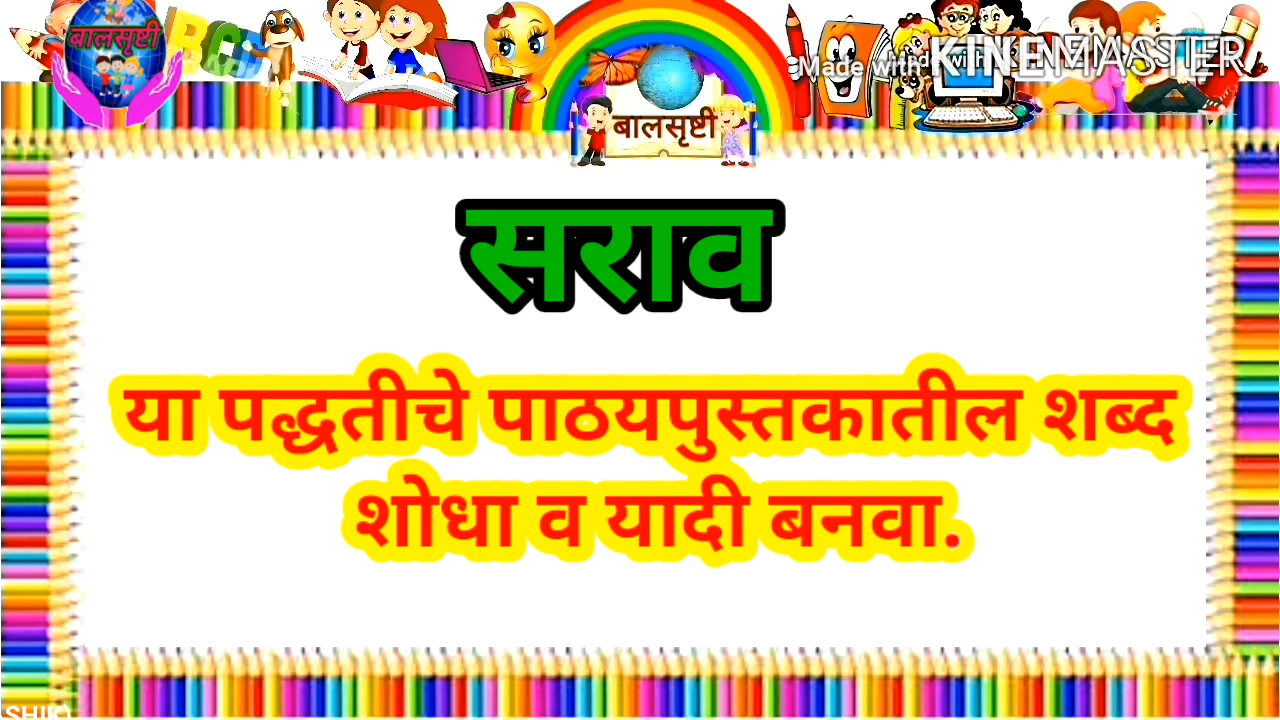 बालसृष्टी
Made with KINEMASTER
बालसृष्टी
सराव
या पद्धतीचे पाठयपुस्तकातील शब्द
शोधा व यादी बनवा.